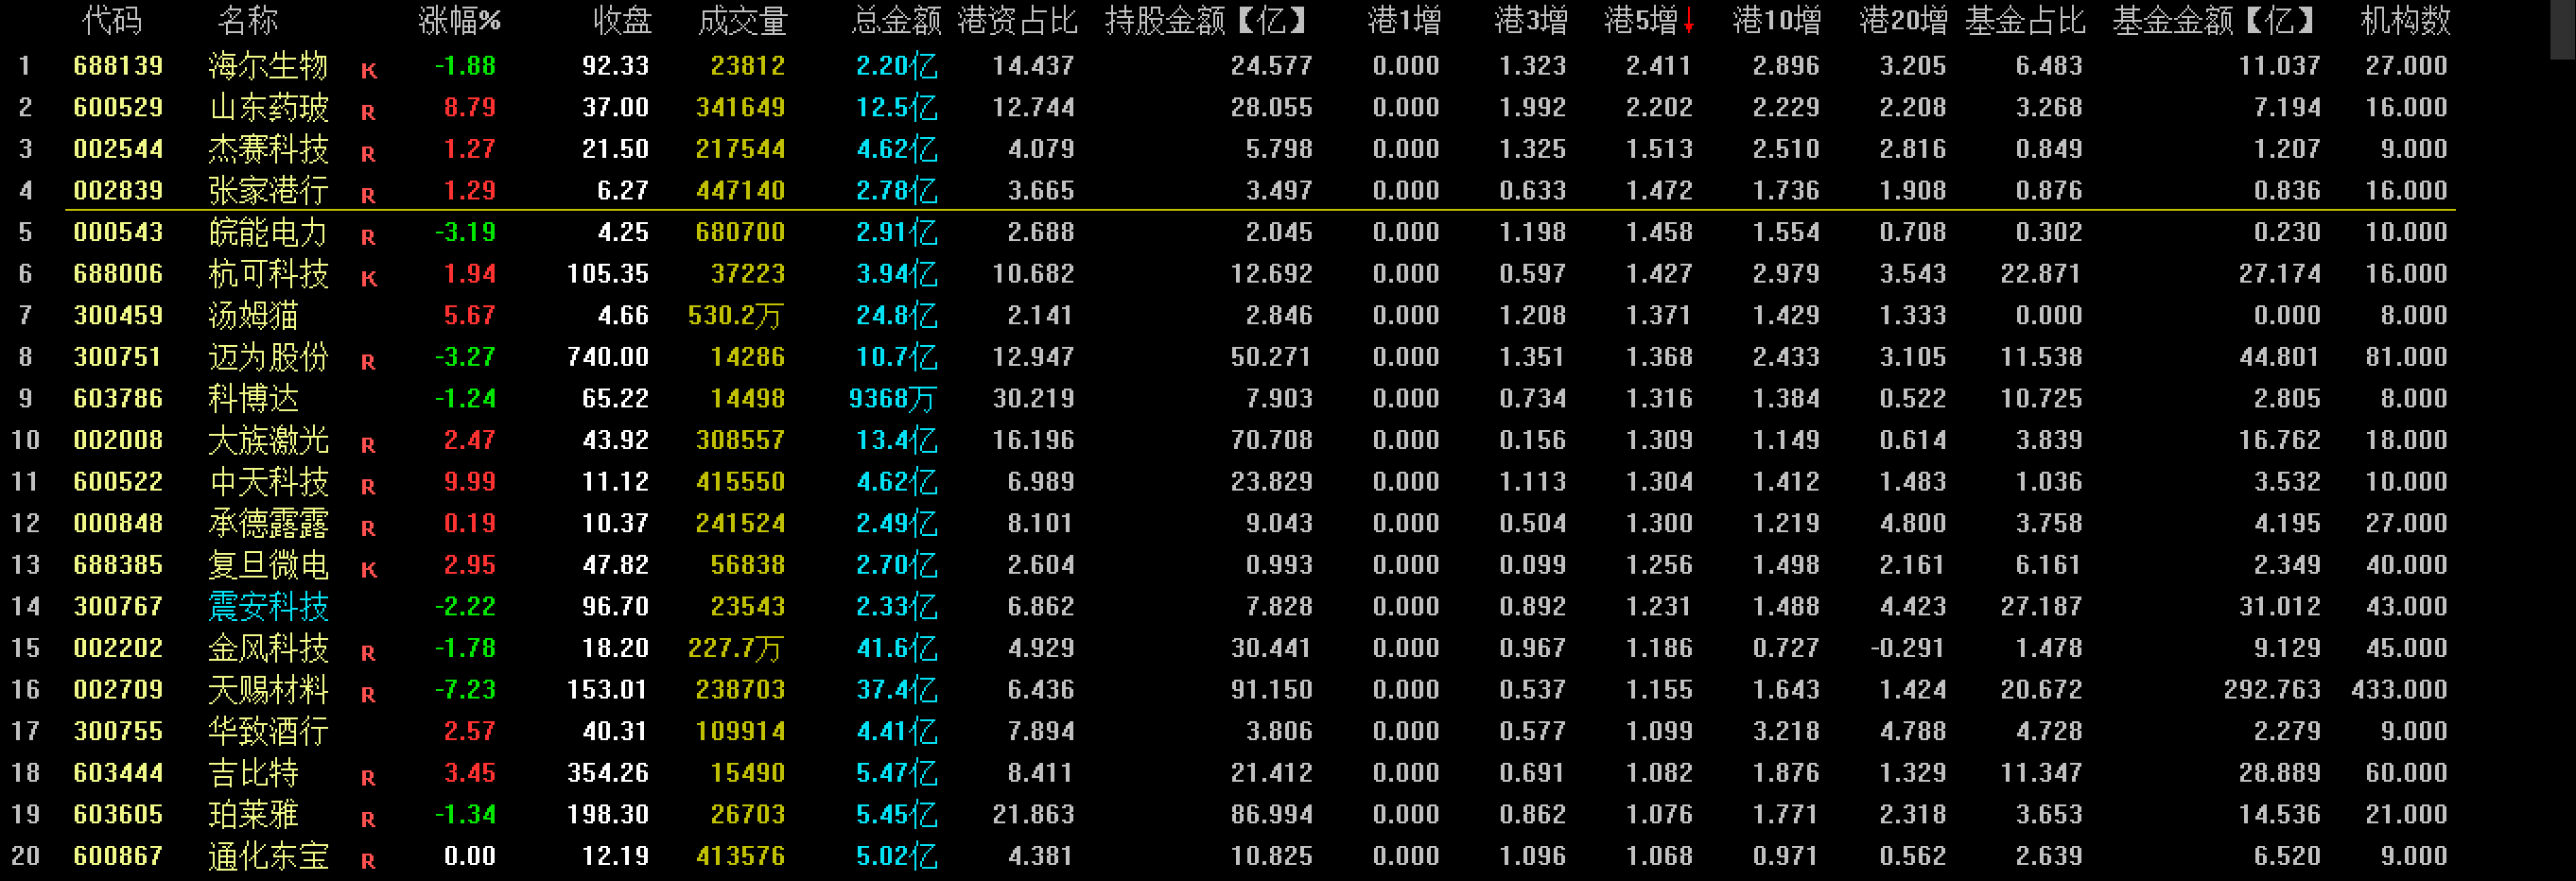 代码 名称 涨幅% 收盘 成交量 总金额 港资占比 持股金额【亿】 港1增 港3增 港5增↓ 港10增 港20增 基金占比 基金金额【亿】 机构数
1 688139 海尔生物 K -1.88 92.33 23812 2.20亿 14.437 24.577 0.000 1.323 2.411 2.896 3.205 6.483 11.037 27.000
2 600529 山东药玻 R 8.79 37.00 341649 12.5亿 12.744 28.055 0.000 1.992 2.202 2.229 2.208 3.268 7.194 16.000
3 002544 杰赛科技 R 1.27 21.50 217544 4.62亿 4.079 5.798 0.000 1.325 1.513 2.510 2.816 0.849 1.207 9.000
4 002839 张家港行 R 1.29 6.27 447140 2.78亿 3.665 3.497 0.000 0.633 1.472 1.736 1.908 0.876 0.836 16.000
5 000543 皖能电力 R -3.19 4.25 680700 2.91亿 2.688 2.045 0.000 1.198 1.458 1.554 0.708 0.302 0.230 10.000
6 688006 杭可科技 K 1.94 105.35 37223 3.94亿 10.682 12.692 0.000 0.597 1.427 2.979 3.543 22.871 27.174 16.000
7 300459 汤姆猫 5.67 4.66 530.2万 24.8亿 2.141 2.846 0.000 1.208 1.371 1.429 1.333 0.000 0.000 8.000
8 300751 迈为股份 R -3.27 740.00 14286 10.7亿 12.947 50.271 0.000 1.351 1.368 2.433 3.105 11.538 44.801 81.000
9 603786 科博达 -1.24 65.22 14498 9368万 30.219 7.903 0.000 0.734 1.316 1.384 0.522 10.725 2.805 8.000
10 002008 大族激光 R 2.47 43.92 308557 13.4亿 16.196 70.708 0.000 0.156 1.309 1.149 0.614 3.839 16.762 18.000
11 600522 中天科技 R 9.99 11.12 415550 4.62亿 6.989 23.829 0.000 1.113 1.304 1.412 1.483 1.036 3.532 10.000
12 000848 承德露露 R 0.19 10.37 241524 2.49亿 8.101 9.043 0.000 0.504 1.300 1.219 4.800 3.758 4.195 27.000
13 688385 复旦微电 K 2.95 47.82 56838 2.70亿 2.604 0.993 0.000 0.099 1.256 1.498 2.161 6.161 2.349 40.000
14 300767 震安科技 -2.22 96.70 23543 2.33亿 6.862 7.828 0.000 0.892 1.231 1.488 4.423 27.187 31.012 43.000
15 002202 金风科技 R -1.78 18.20 227.7万 41.6亿 4.929 30.441 0.000 0.967 1.186 0.727 -0.291 1.478 9.129 45.000
16 002709 天赐材料 R -7.23 153.01 238703 37.4亿 6.436 91.150 0.000 0.537 1.155 1.643 1.424 20.672 292.763 433.000
17 300755 华致酒行 2.57 40.31 109914 4.41亿 7.894 3.806 0.000 0.577 1.099 3.218 4.788 4.728 2.279 9.000
18 603444 吉比特 R 3.45 354.26 15490 5.47亿 8.411 21.412 0.000 0.691 1.082 1.876 1.329 11.347 28.889 60.000
19 603605 珀莱雅 R -1.34 198.30 26703 5.45亿 21.863 86.994 0.000 0.862 1.076 1.771 2.318 3.653 14.536 21.000
20 600867 通化东宝 R 0.00 12.19 413576 5.02亿 4.381 10.825 0.000 1.096 1.068 0.971 0.562 2.639 6.520 9.000